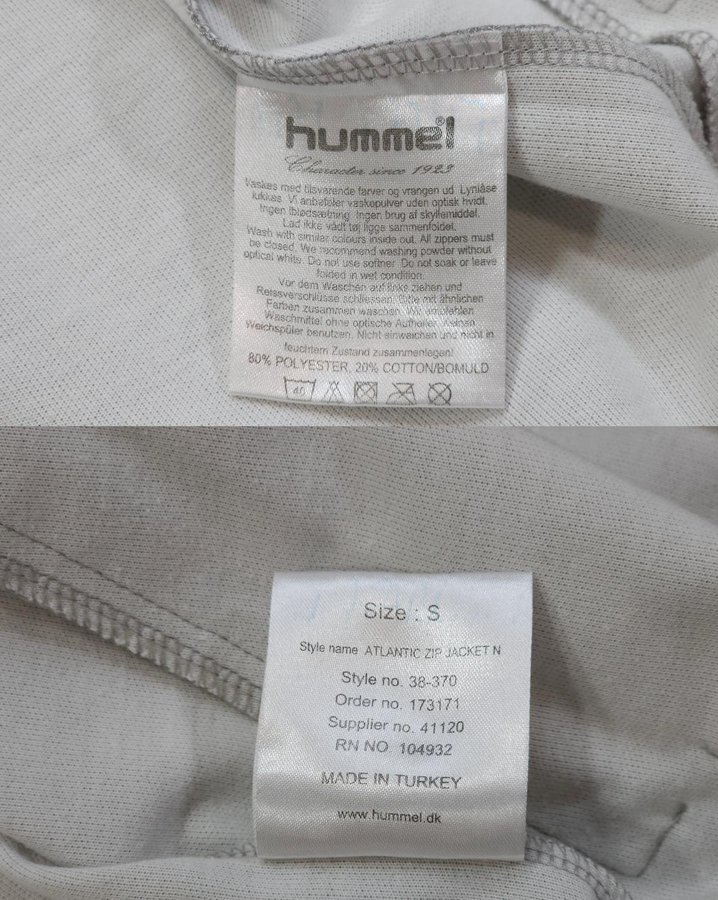 hummel®
Character since 1923
Vaskes med tilsvarende farver og vrangen ud. Lynlåse
lukkes. Vi anbefaler vaskepulver uden optisk hvidt.
Ingen Iblødsætning. Ingen brug af skyllemiddel.
Lad ikke vådt tøj ligge sammenfoldet.
Wash with similar colours inside out. All zippers must
be closed. We recommend washing powder without
optical white. Do not use softner. Do not soak or leave
folded in wet condition.
Vor dem Waschen auf links ziehen und
Reissverschlüsse schliessen. Bitte mit ähnlichen
Farben zusammen waschen. Wir empfehlen
Waschmittel ohne optische Aufheller. Keinen
Weichspüler benutzen. Nicht einweichen und nicht in
feuchtem Zustand zusammenlegen!
80% POLYESTER, 20% COTTON/BOMULD
40
Size : S
Style name ATLANTIC ZIP JACKET N
Style no. 38-370
Order no. 173171
Supplier no. 41120
RN NO 104932
MADE IN TURKEY
www.hummel.dk